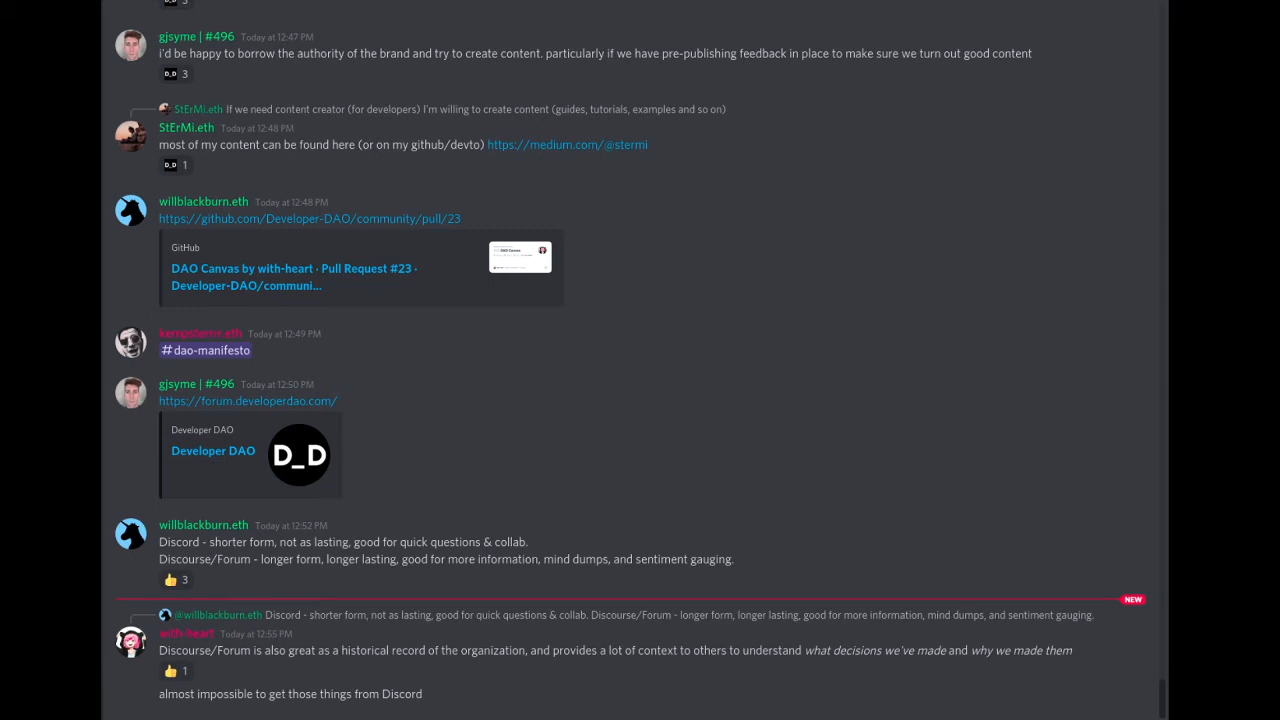 3
gjsyme | #496 Today at 12:47 PM
i'd be happy to borrow the authority of the brand and try to create content. particularly if we have pre-publishing feedback in place to make sure we turn out good content
D_D 3
StErMi.eth If we need content creator (for developers) I'm willing to create content (guides, tutorials, examples and so on)
StErMi.eth Today at 12:48 PM
most of my content can be found here (or on my github/devto) https://medium.com/@stermi
D_D 1
willblackburn.eth Today at 12:48 PM
https://github.com/Developer-DAO/community/pull/23
GitHub
DAO Canvas by with-heart · Pull Request #23 ·
Developer-DAO/communi...
kempsterrrr.eth Today at 12:49 PM
#dao-manifesto
gjsyme | #496 Today at 12:50 PM
https://forum.developerdao.com/
Developer DAO
Developer DAO
D_D
willblackburn.eth Today at 12:52 PM
Discord - shorter form, not as lasting, good for quick questions & collab.
Discourse/Forum - longer form, longer lasting, good for more information, mind dumps, and sentiment gauging.
👍 3
NEW
@willblackburn.eth Discord - shorter form, not as lasting, good for quick questions & collab. Discourse/Forum - longer form, longer lasting, good for more information, mind dumps, and sentiment gauging.
with-heart Today at 12:55 PM
Discourse/Forum is also great as a historical record of the organization, and provides a lot of context to others to understand what decisions we've made and why we made them
👍 1
almost impossible to get those things from Discord